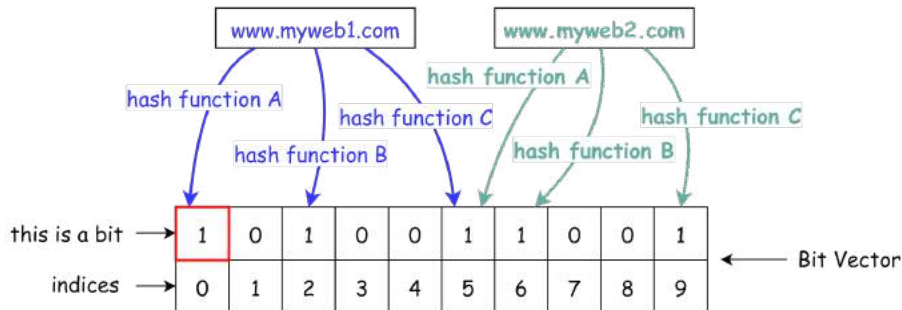 www.myweb1.com
www.myweb2.com
hash function A
hash function A
hash function C
hash function C
hash function B
hash function B
this is a bit
1 0 1 0 0 1 1 0 0 1
Bit Vector
indices
0 1 2 3 4 5 6 7 8 9